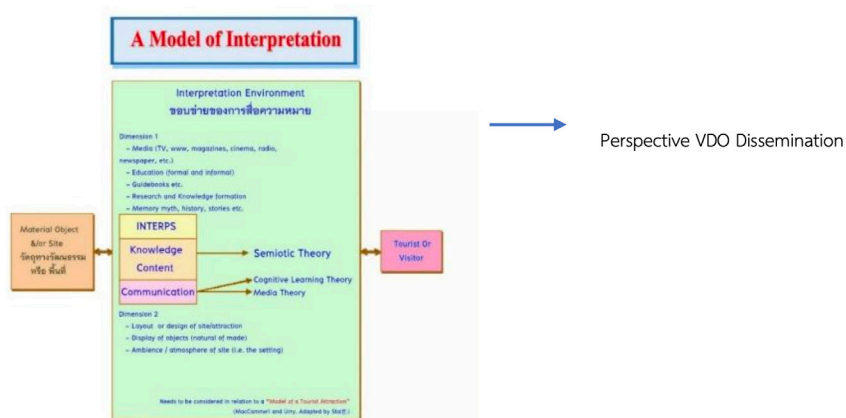 A Model of Interpretation
Interpretation Environment
ขอบข่ายของการสื่อความหมาย
Dimension 1
– Media (TV, www, magazines, cinema, radio,
newspaper, etc.)
– Education (formal and informal)
– Guidebooks etc.
– Research and Knowledge formation
– Memory myth, history, stories etc.
INTERPS
Knowledge
Content
Communication
Semiotic Theory
Cognitive Learning Theory
Media Theory
Material Object
&/or Site
วัตถุทางวัฒนธรรม
หรือ พื้นที่
Tourist Or
Visitor
Dimension 2
– Layout or design of site/attraction
– Display of objects (natural of made)
– Ambience / atmosphere of site (i.e. the setting)
Needs to be considered in relation to a "Model of a Tourist Attraction"
(MacCannell and Urry. Adapted by
Perspective VDO Dissemination